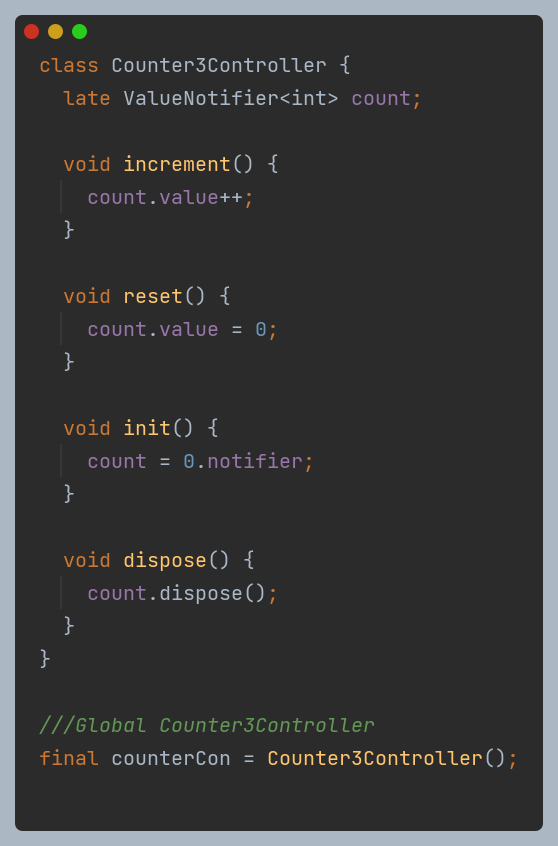 class Counter3Controller {
  late ValueNotifier<int> count;

  void increment() {
    count.value++;
  }

  void reset() {
    count.value = 0;
  }

  void init() {
    count = 0.notifier;
  }

  void dispose() {
    count.dispose();
  }
}

///Global Counter3Controller
final counterCon = Counter3Controller();